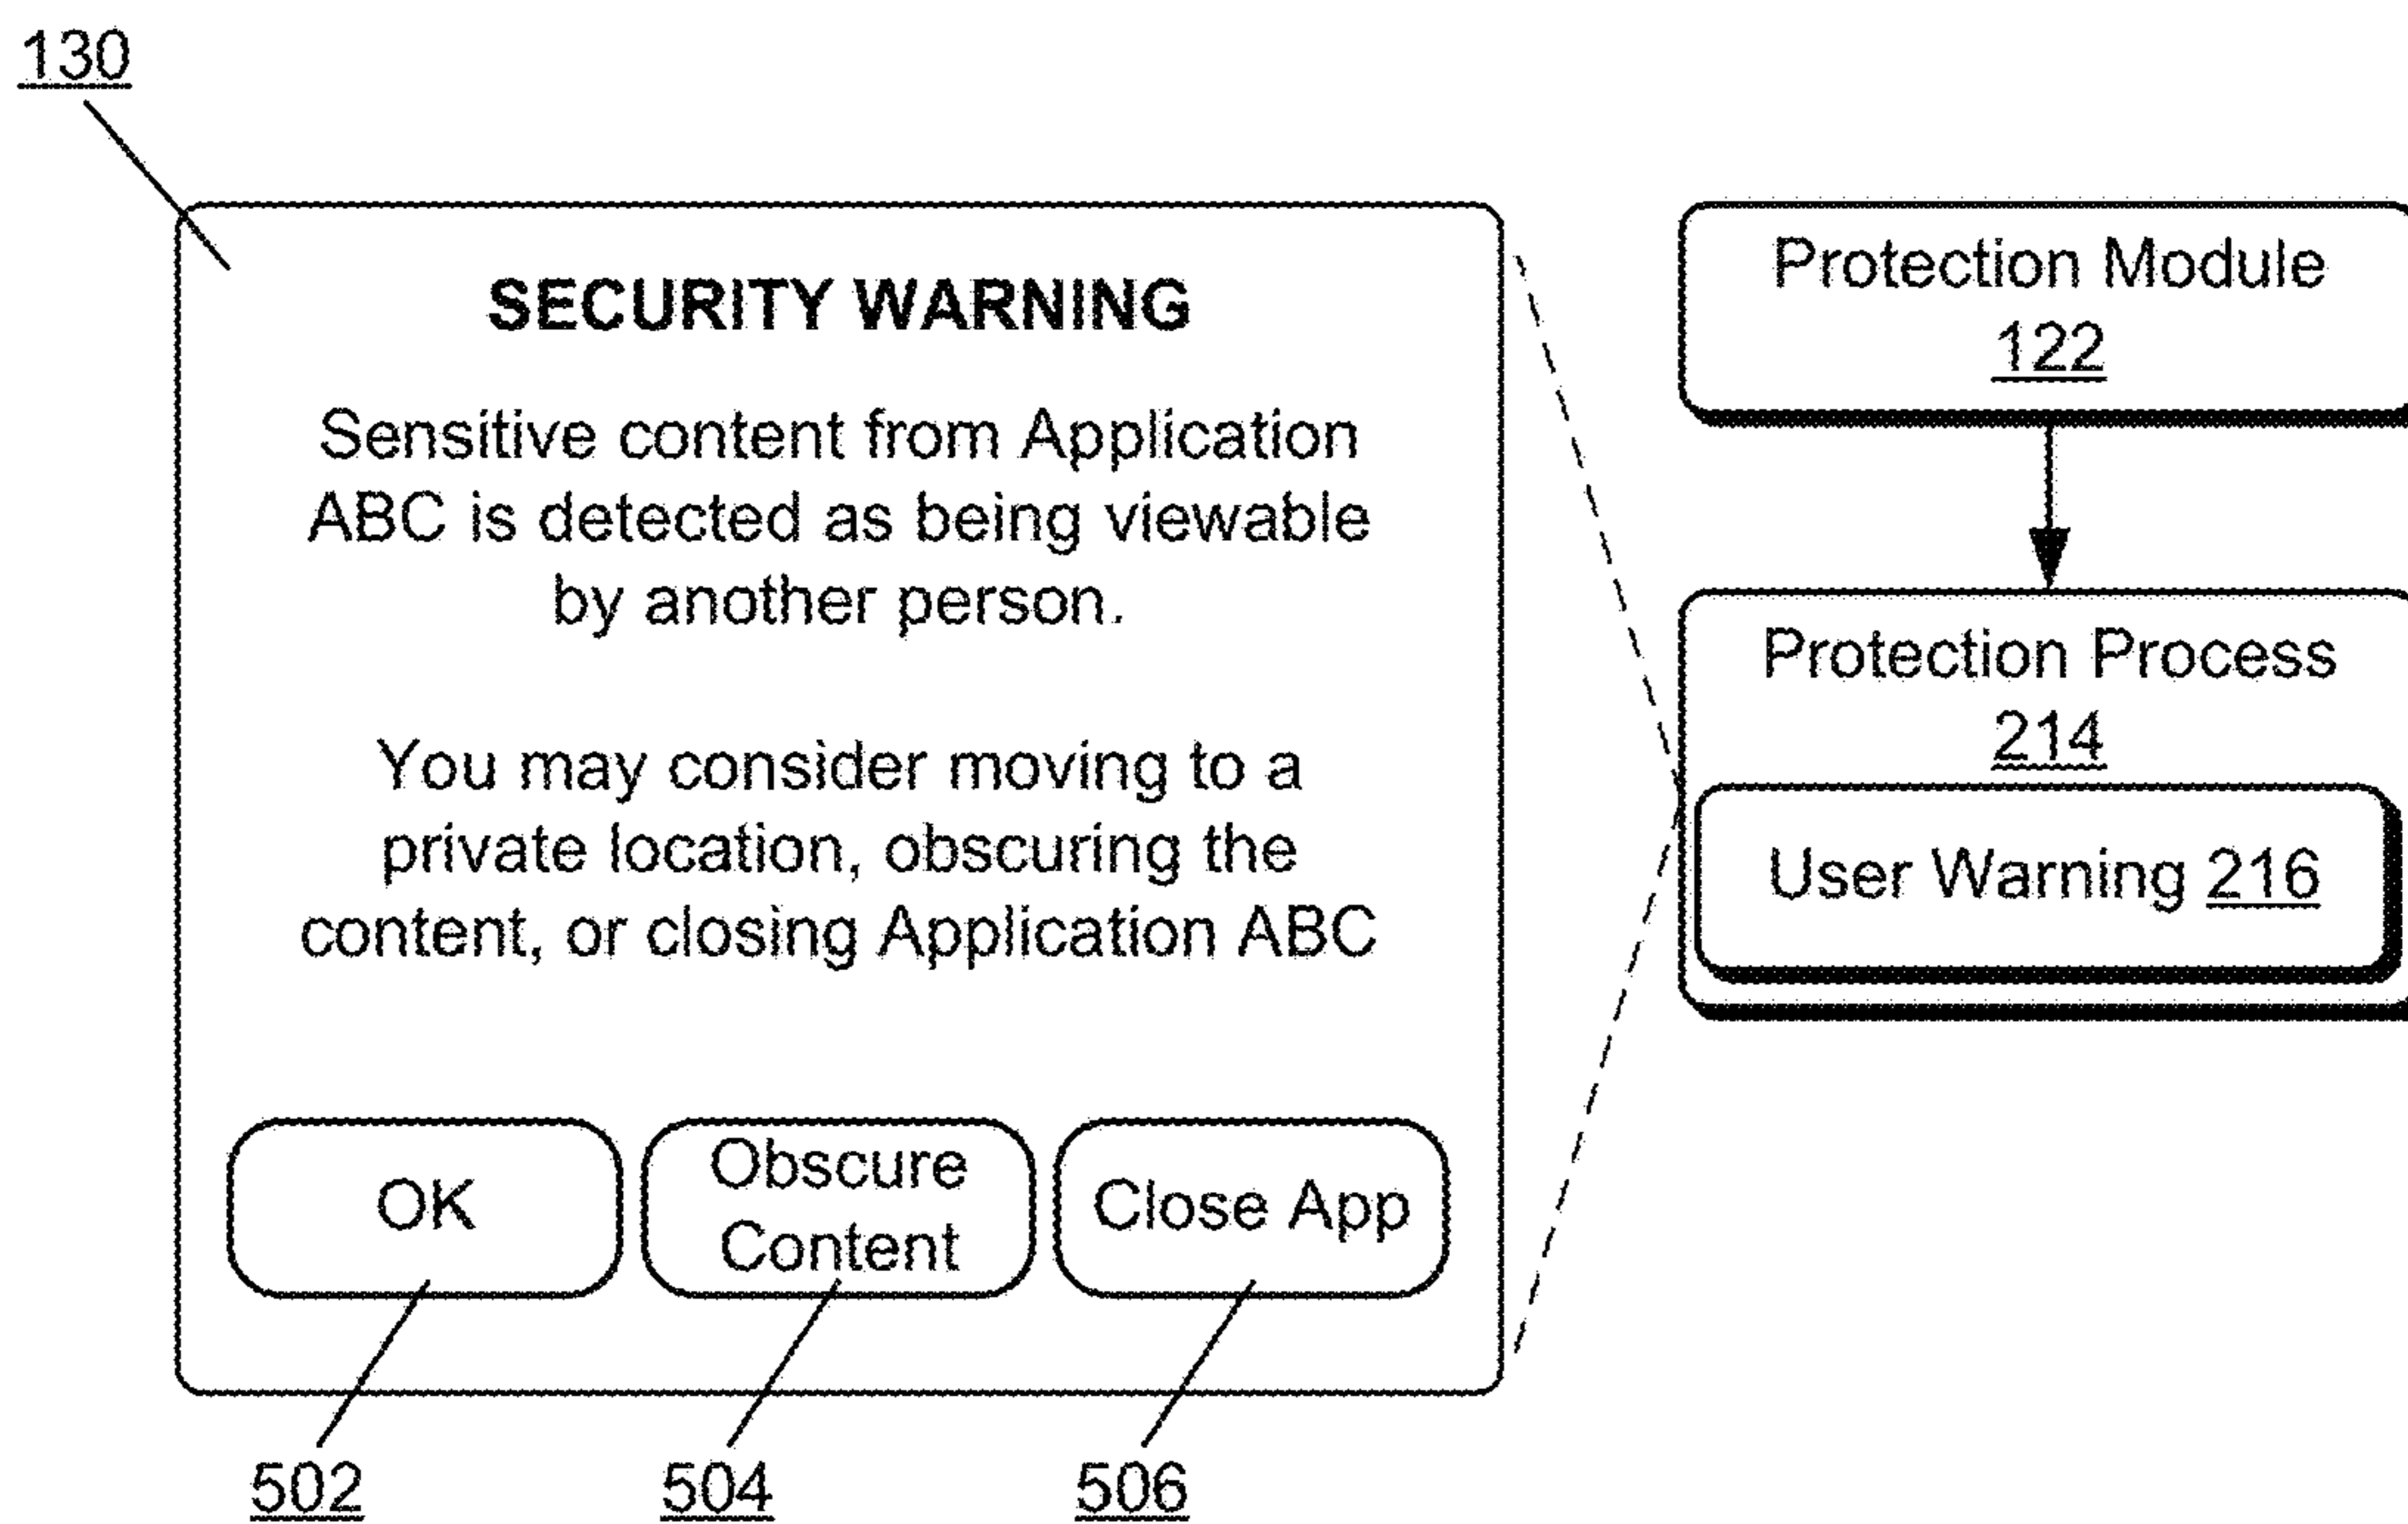 130
SECURITY WARNING
Sensitive content from Application
ABC is detected as being viewable
by another person.
You may consider moving to a
private location, obscuring the
content, or closing Application ABC
OK
Obscure
Content
Close App
502
504
506
Protection Module
122
Protection Process
214
User Warning 216